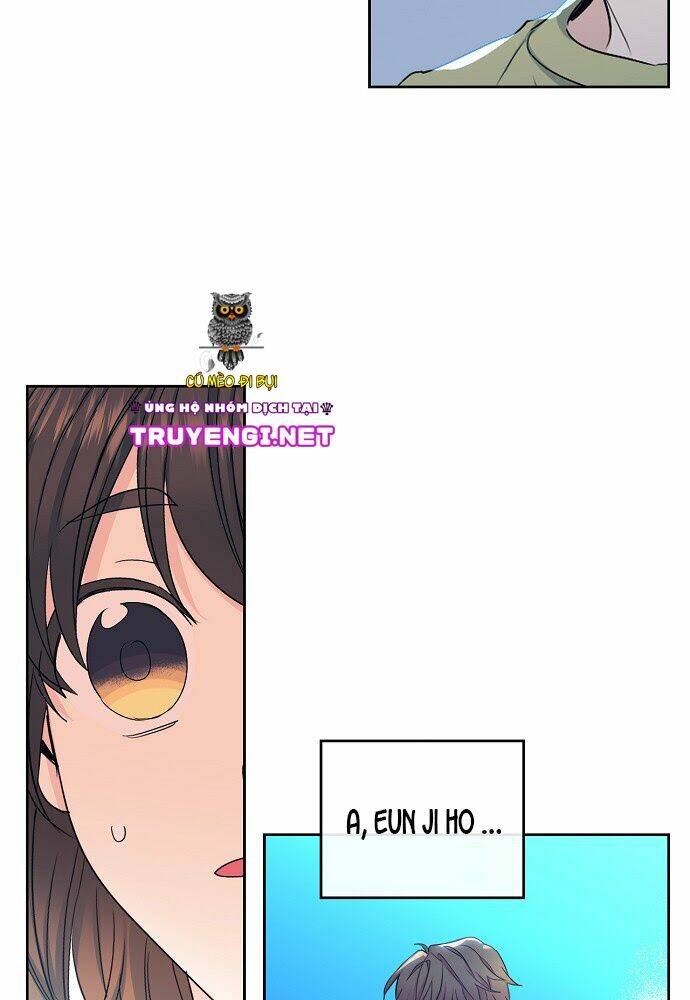 CÚ MÈO ĐI BỤI
ỦNG HỘ NHÓM DỊCH TẠI
TRUYENGI.NET
A, EUN JI HO ...